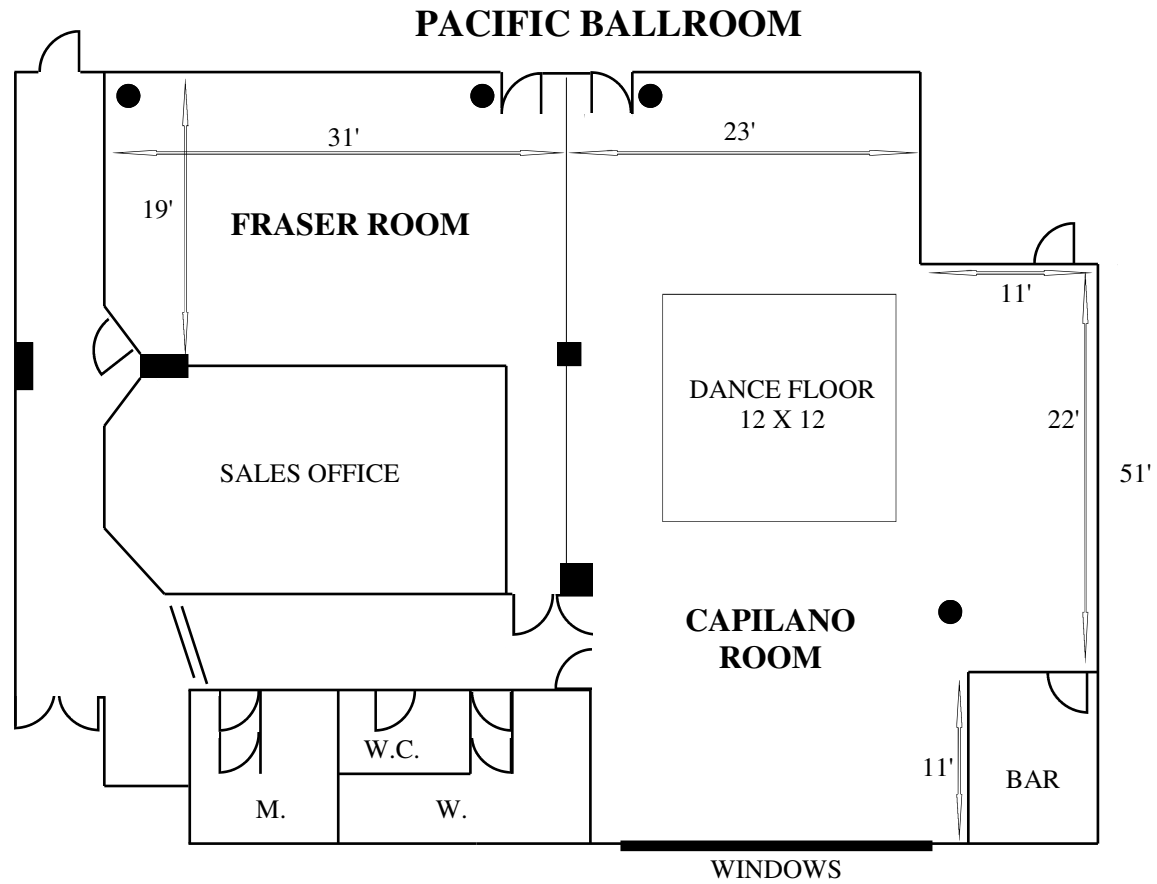 PACIFIC BALLROOM
31'
23'
19'
FRASER ROOM
11'
DANCE FLOOR
12 X 12
22'
SALES OFFICE
51'
CAPILANO
ROOM
W.C.
11'
BAR
M.
W.
WINDOWS